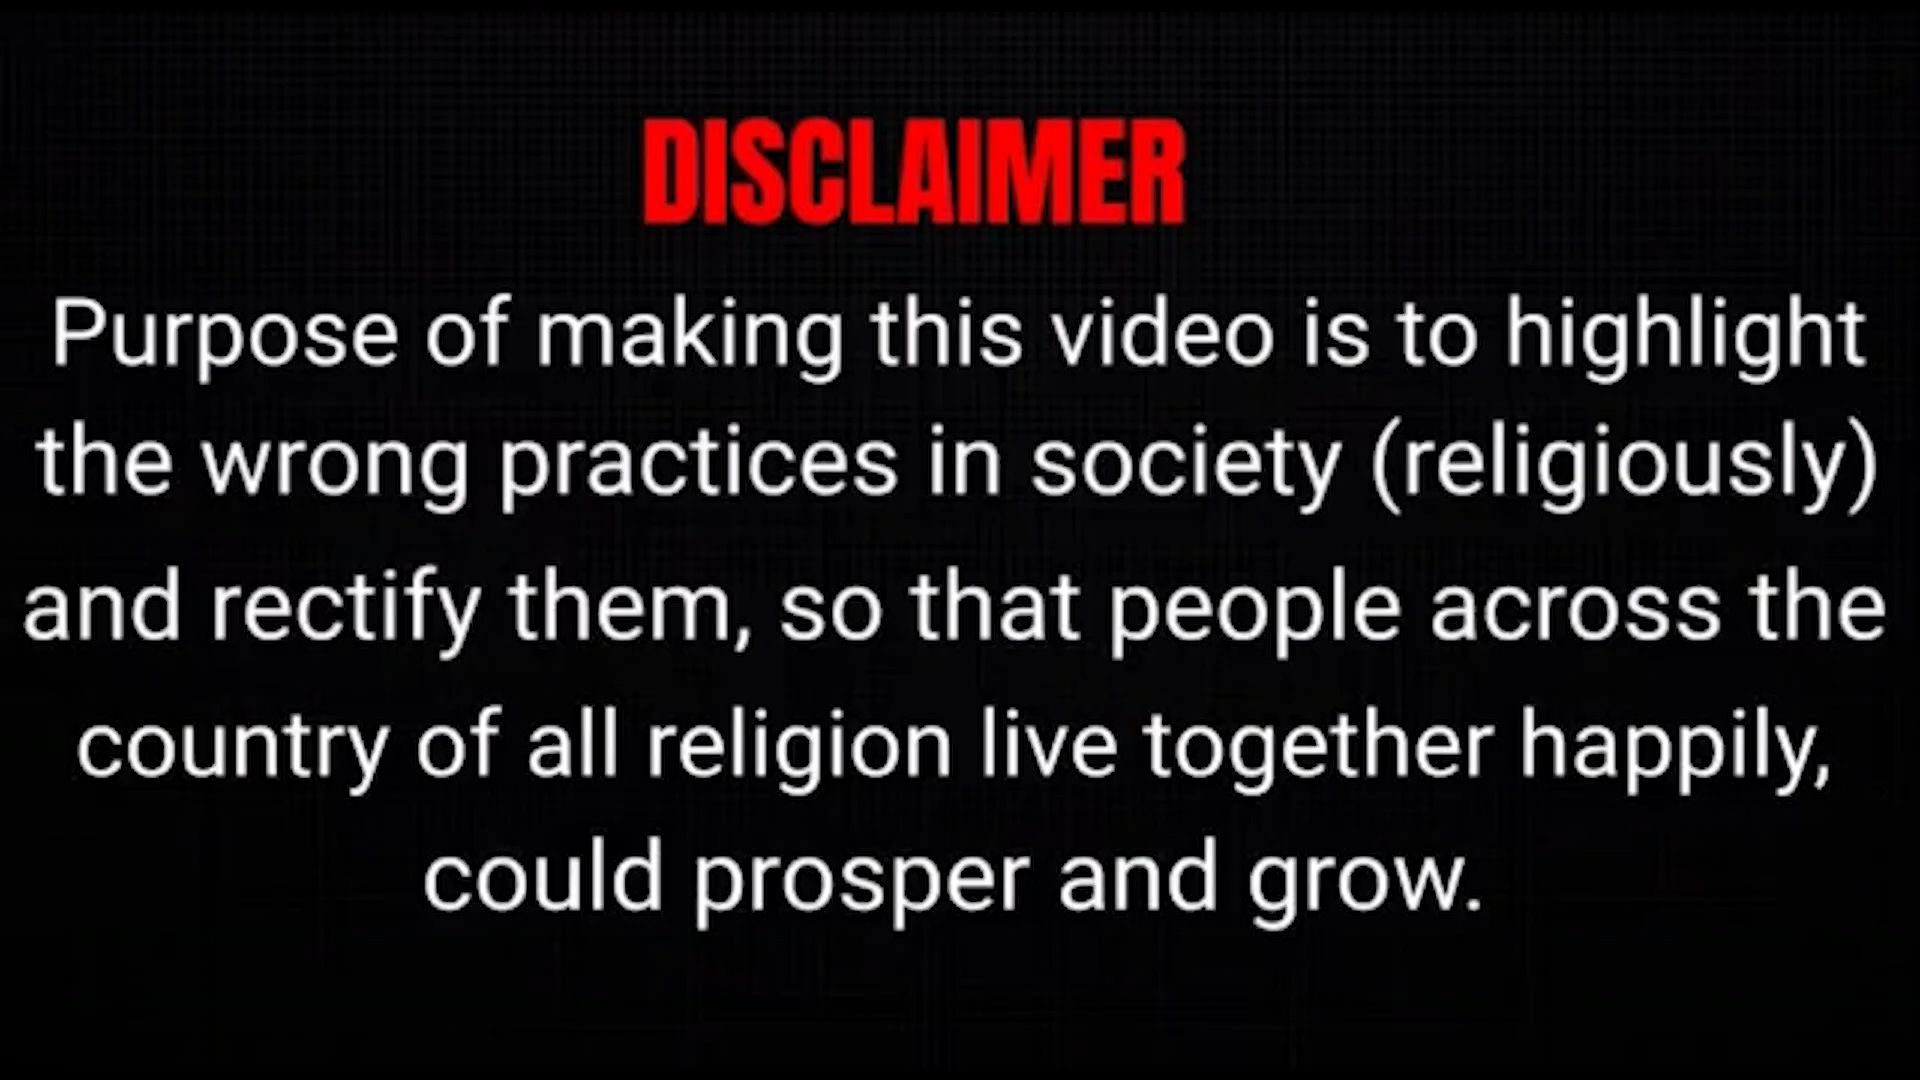 DISCLAIMER
Purpose of making this video is to highlight
the wrong practices in society (religiously)
and rectify them, so that people across the
country of all religion live together happily,
could prosper and grow.